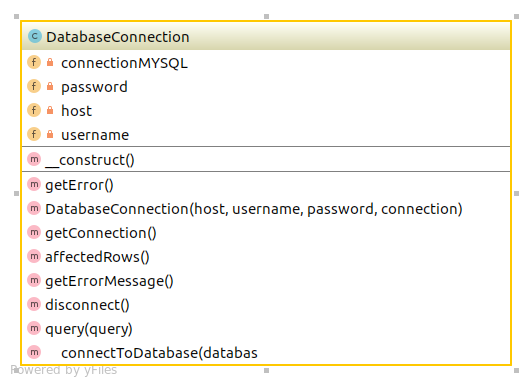 C DatabaseConnection
f connectionMYSQL
f password
f host
f username
m __construct()
m getError()
m DatabaseConnection(host, username, password, connection)
m getConnection()
m affectedRows()
m getErrorMessage()
m disconnect()
m query(query)
m connectToDatabase(databas
Powered by yFiles